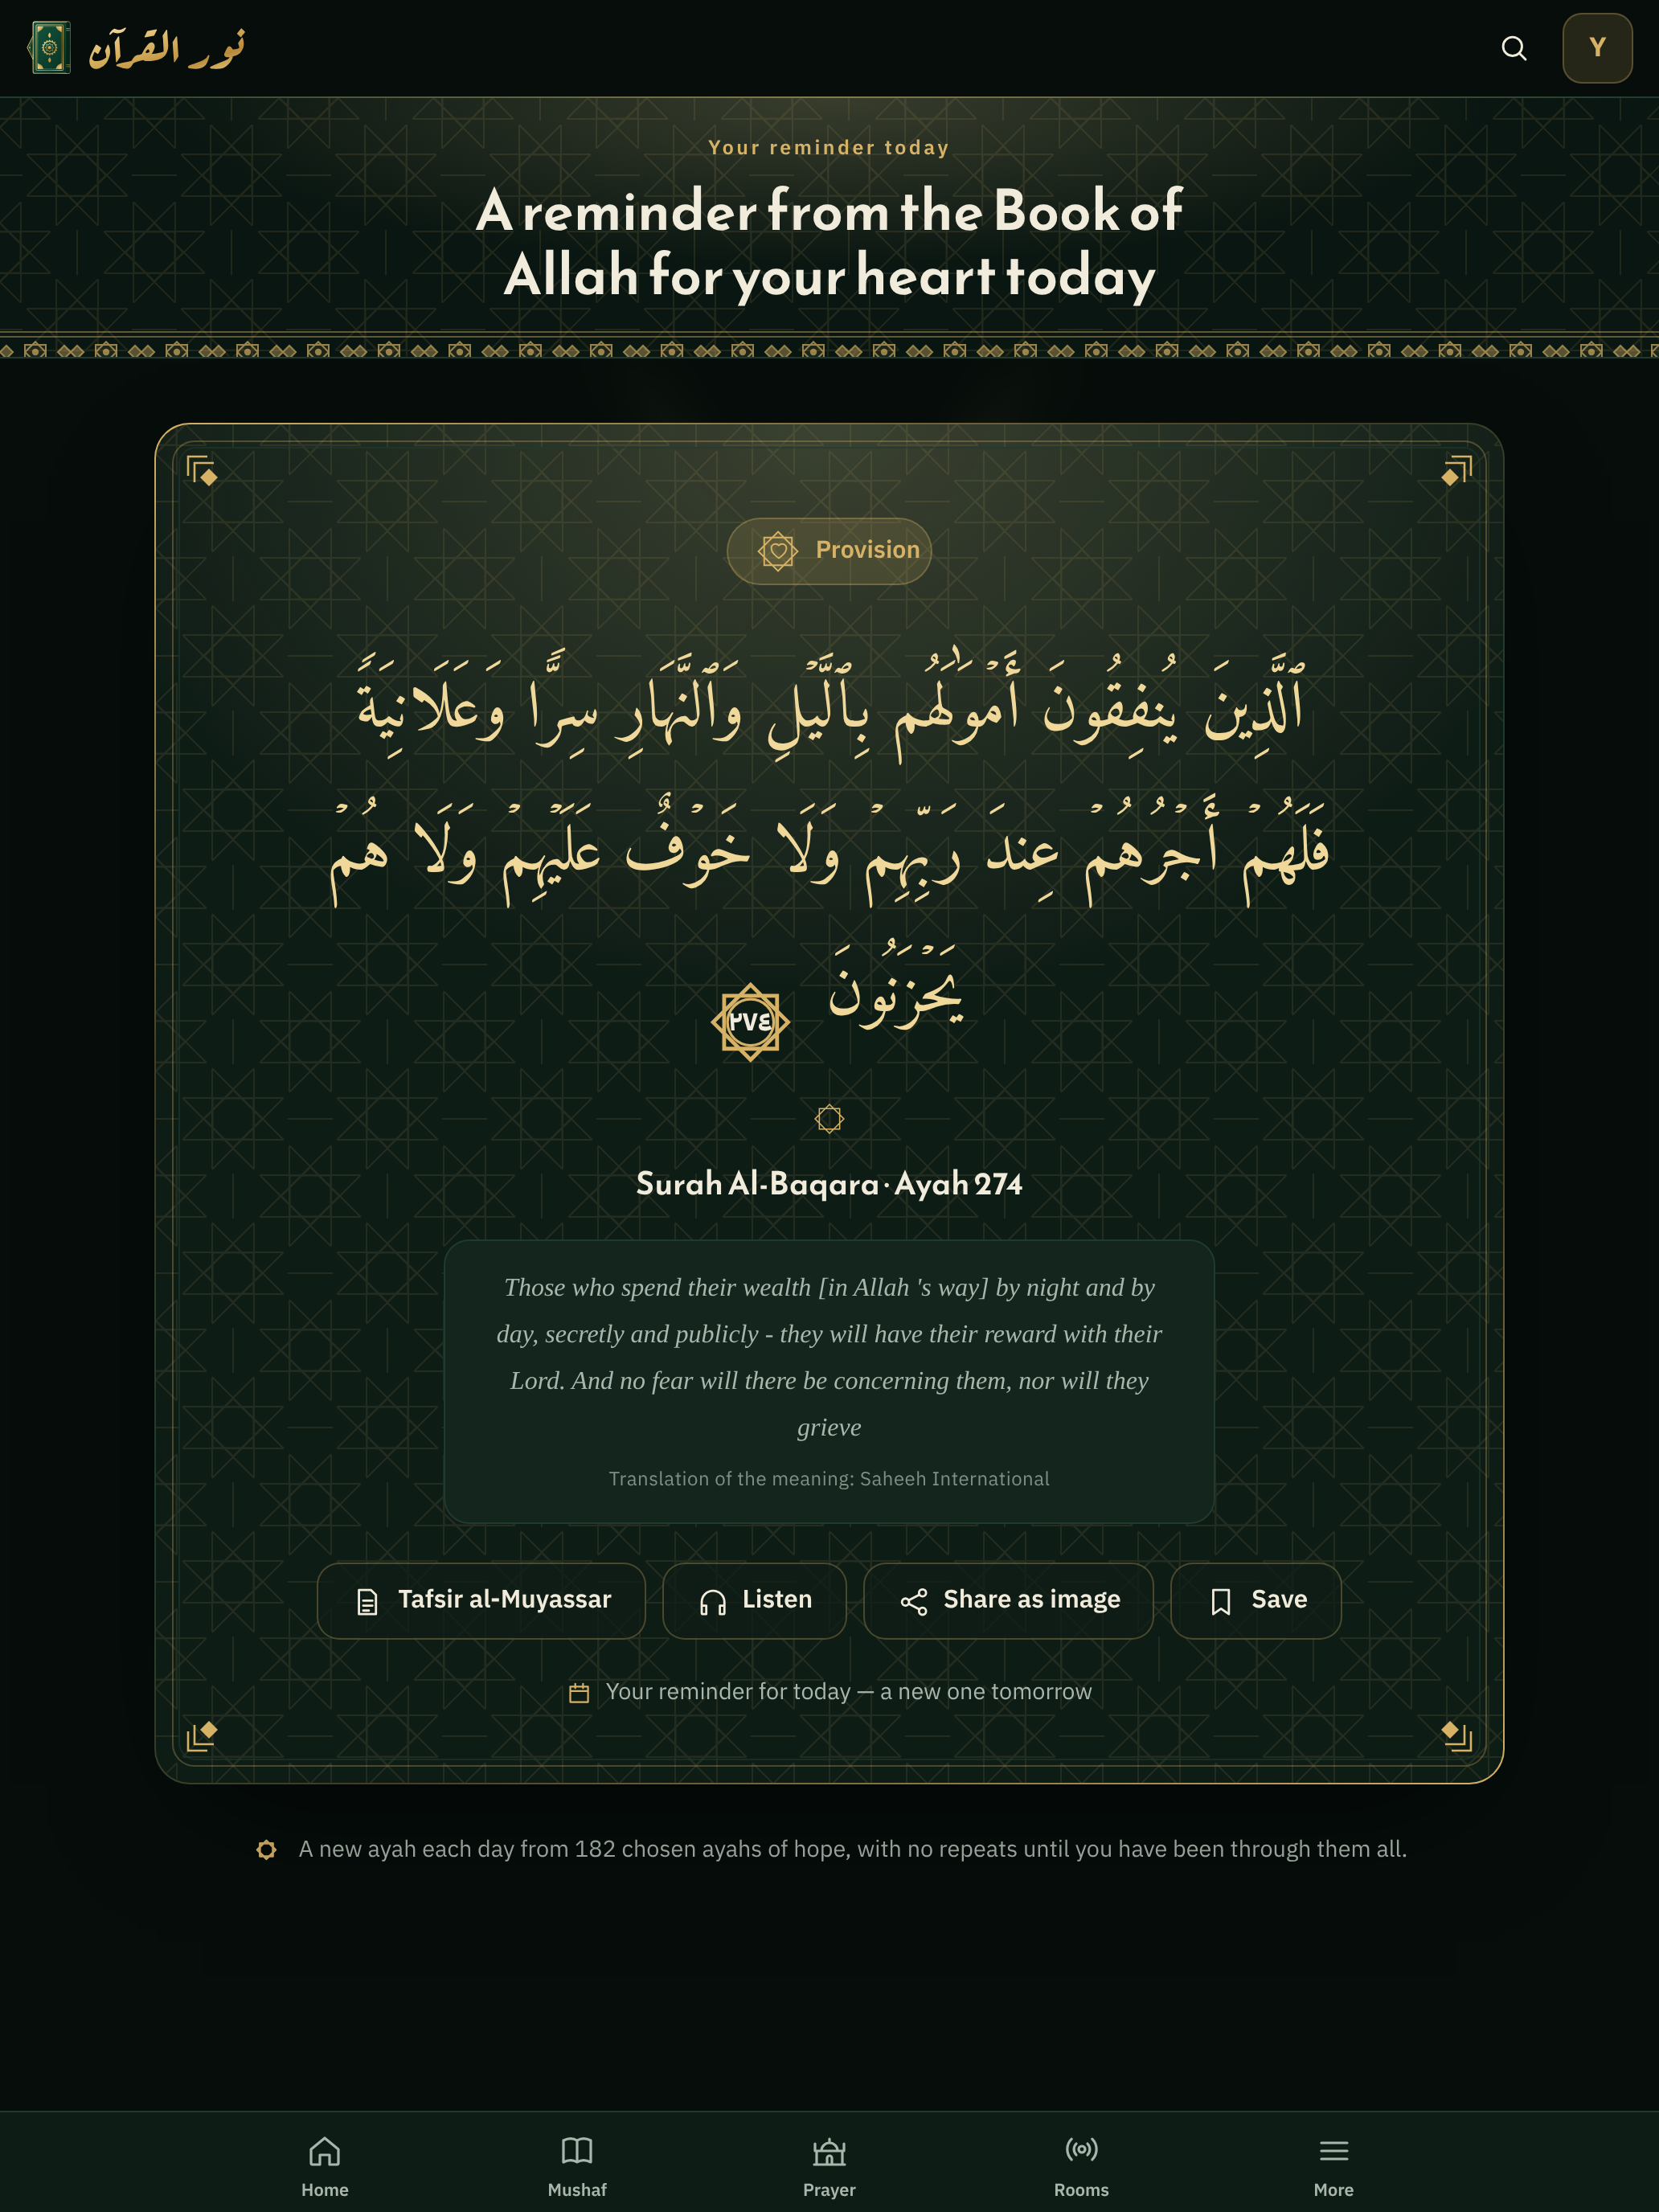 نور القرآن
Y
Your reminder today
A reminder from the Book of
Allah for your heart today
Provision
ٱلَّذِينَ يُنفِقُونَ أَمۡوَٰلَهُم بِٱلَّيۡلِ وَٱلنَّهَارِ سِرّٗا وَعَلَانِيَةٗ
فَلَهُمۡ أَجۡرُهُمۡ عِندَ رَبِّهِمۡ وَلَا خَوۡفٌ عَلَيۡهِمۡ وَلَا هُمۡ
يَحۡزَنُونَ ٢٧٤
Surah Al-Baqara · Ayah 274
Those who spend their wealth [in Allah 's way] by night and by
day, secretly and publicly - they will have their reward with their
Lord. And no fear will there be concerning them, nor will they
grieve
Translation of the meaning: Saheeh International
Tafsir al-Muyassar Listen Share as image Save
Your reminder for today — a new one tomorrow
A new ayah each day from 182 chosen ayahs of hope, with no repeats until you have been through them all.
Home Mushaf Prayer Rooms More